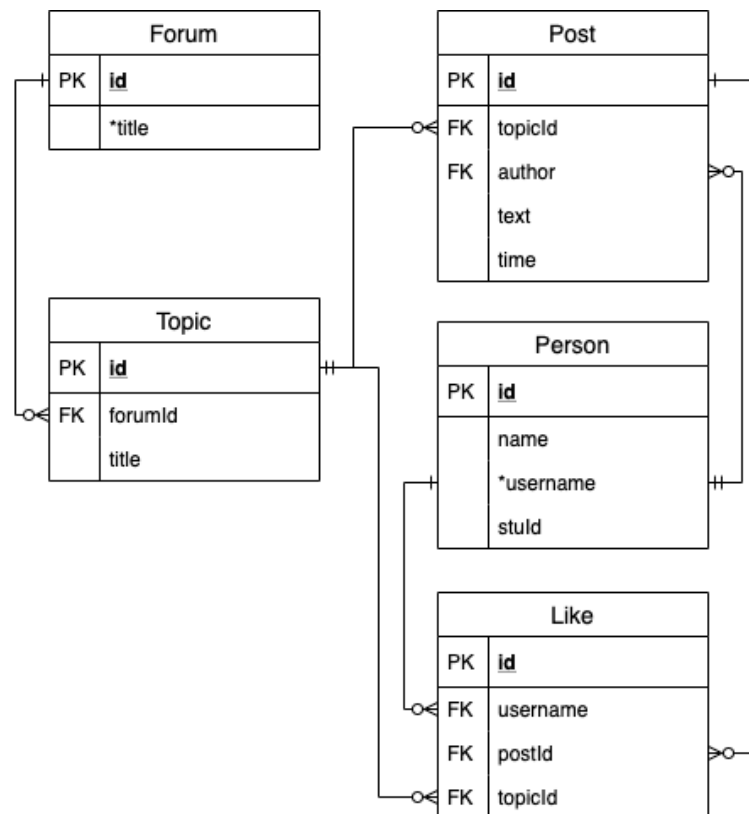 Forum
PK id
*title
Topic
PK id
FK forumId
title
Post
PK id
FK topicId
FK author
text
time
Person
PK id
name
*username
stuId
Like
PK id
FK username
FK postId
FK topicId